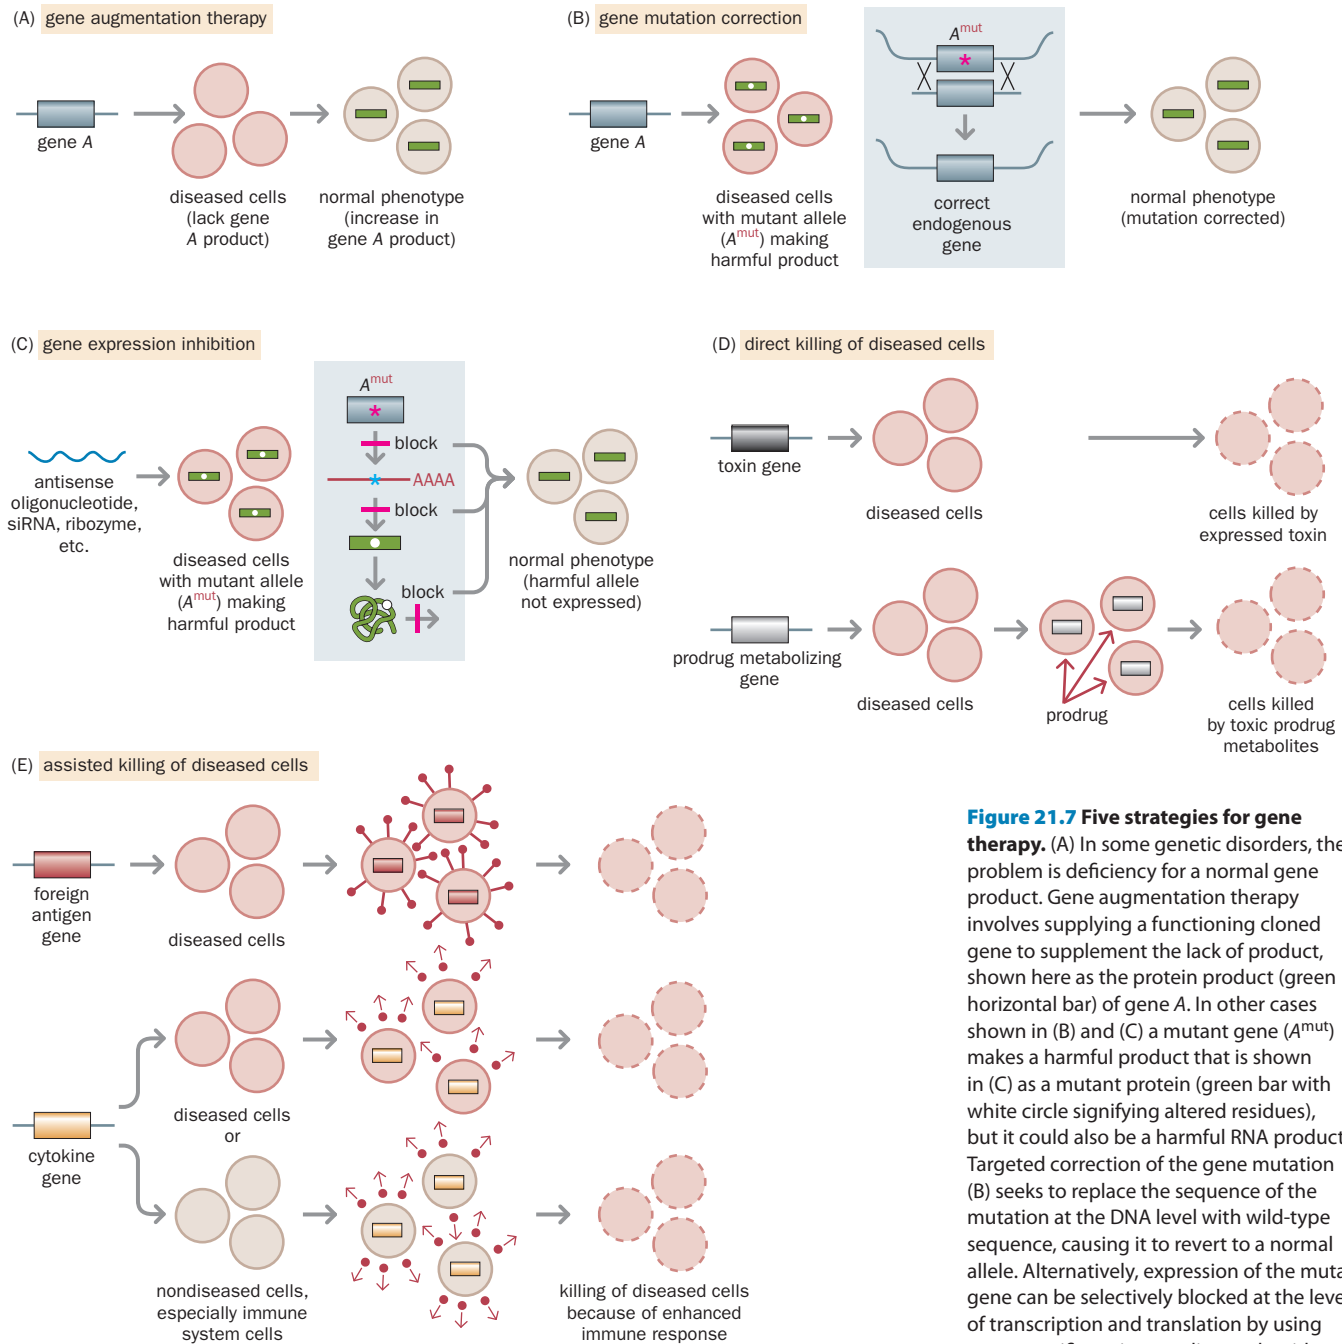 (A) gene augmentation therapy
gene A
diseased cells
(lack gene
A product)
normal phenotype
(increase in
gene A product)
(B) gene mutation correction
gene A
diseased cells
with mutant allele
(Amut) making
harmful product
Amut
correct
endogenous
gene
normal phenotype
(mutation corrected)
(C) gene expression inhibition
antisense
oligonucleotide,
siRNA, ribozyme,
etc.
diseased cells
with mutant allele
(Amut) making
harmful product
Amut
*
block
* AAAA
block
block
normal phenotype
(harmful allele
not expressed)
(D) direct killing of diseased cells
toxin gene
diseased cells
cells killed by
expressed toxin
prodrug metabolizing
gene
diseased cells
prodrug
cells killed
by toxic prodrug
metabolites
(E) assisted killing of diseased cells
foreign
antigen
gene
diseased cells
cytokine
gene
diseased cells
or
nondiseased cells,
especially immune
system cells
killing of diseased cells
because of enhanced
immune response
Figure 21.7 Five strategies for gene
therapy. (A) In some genetic disorders, the
problem is deficiency for a normal gene
product. Gene augmentation therapy
involves supplying a functioning cloned
gene to supplement the lack of product,
shown here as the protein product (green
horizontal bar) of gene A. In other cases
shown in (B) and (C) a mutant gene (Amut)
makes a harmful product that is shown
in (C) as a mutant protein (green bar with
white circle signifying altered residues),
but it could also be a harmful RNA product
Targeted correction of the gene mutation
(B) seeks to replace the sequence of the
mutation at the DNA level with wild-type
sequence, causing it to revert to a normal
allele. Alternatively, expression of the muta
gene can be selectively blocked at the leve
of transcription and translation by using